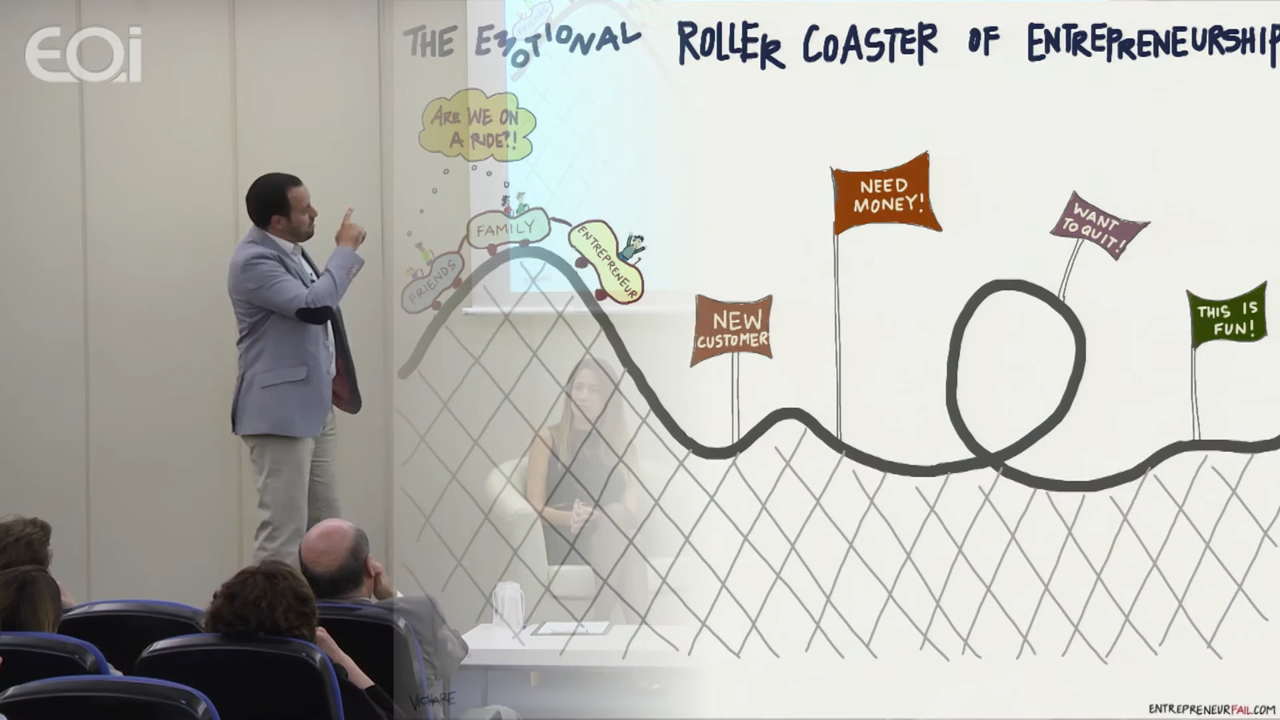 EOi
THE EMOTIONAL ROLLER COASTER OF ENTREPRENEURSHIP
ARE WE ON
A RIDE?!
FRIENDS
FAMILY
ENTREPRENEUR
NEW
CUSTOMER
NEED
MONEY!
WANT
TO QUIT!
THIS IS
FUN!
ENTREPRENEURFAIL.COM